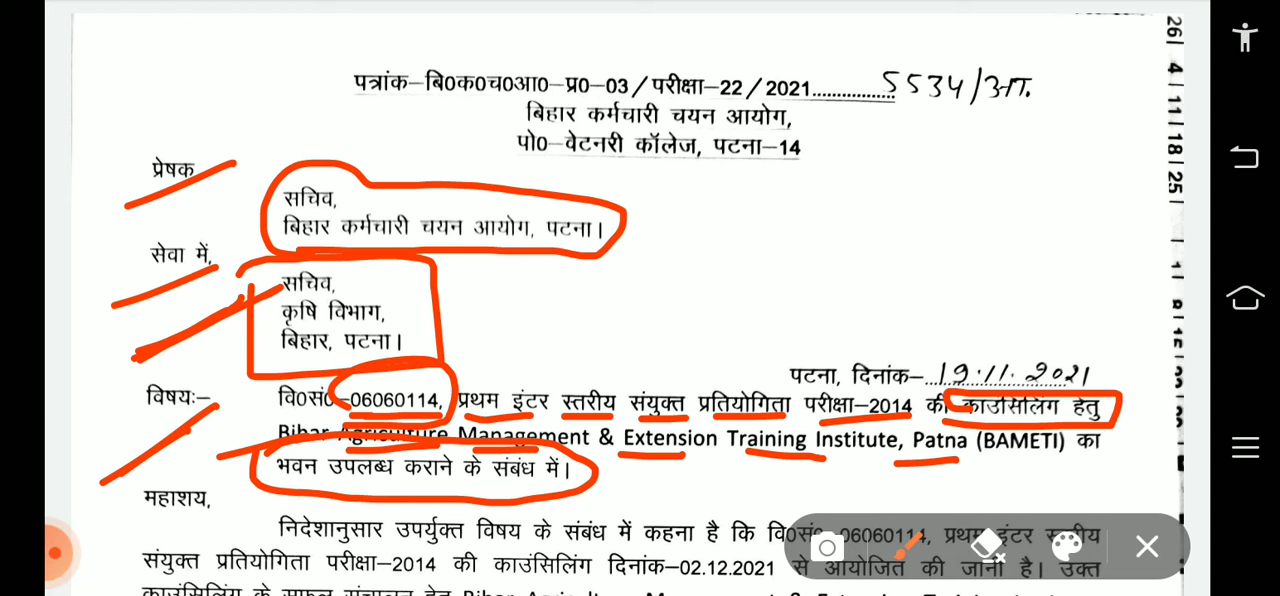 पत्रांक–बि0क0च0आ0–प्र0–03 / परीक्षा–22 / 2021................5534/आ.
बिहार कर्मचारी चयन आयोग,
पो0–वेटनरी कॉलेज, पटना–14
प्रेषक
सचिव,
बिहार कर्मचारी चयन आयोग, पटना।
सेवा में,
सचिव,
कृषि विभाग,
बिहार, पटना।
पटना, दिनांक–19.11.2021
विषयः– वि0सं0–06060114, प्रथम इंटर स्तरीय संयुक्त प्रतियोगिता परीक्षा–2014 की काउंसिलिंग हेतु
Bihar Agriculture Management & Extension Training Institute, Patna (BAMETI) का
भवन उपलब्ध कराने के संबंध में।
महाशय,
निदेशानुसार उपर्युक्त विषय के संबंध में कहना है कि वि0सं0–06060114, प्रथम इंटर स्तरीय
संयुक्त प्रतियोगिता परीक्षा–2014 की काउंसिलिंग दिनांक–02.12.2021 से आयोजित की जानी है। उक्त